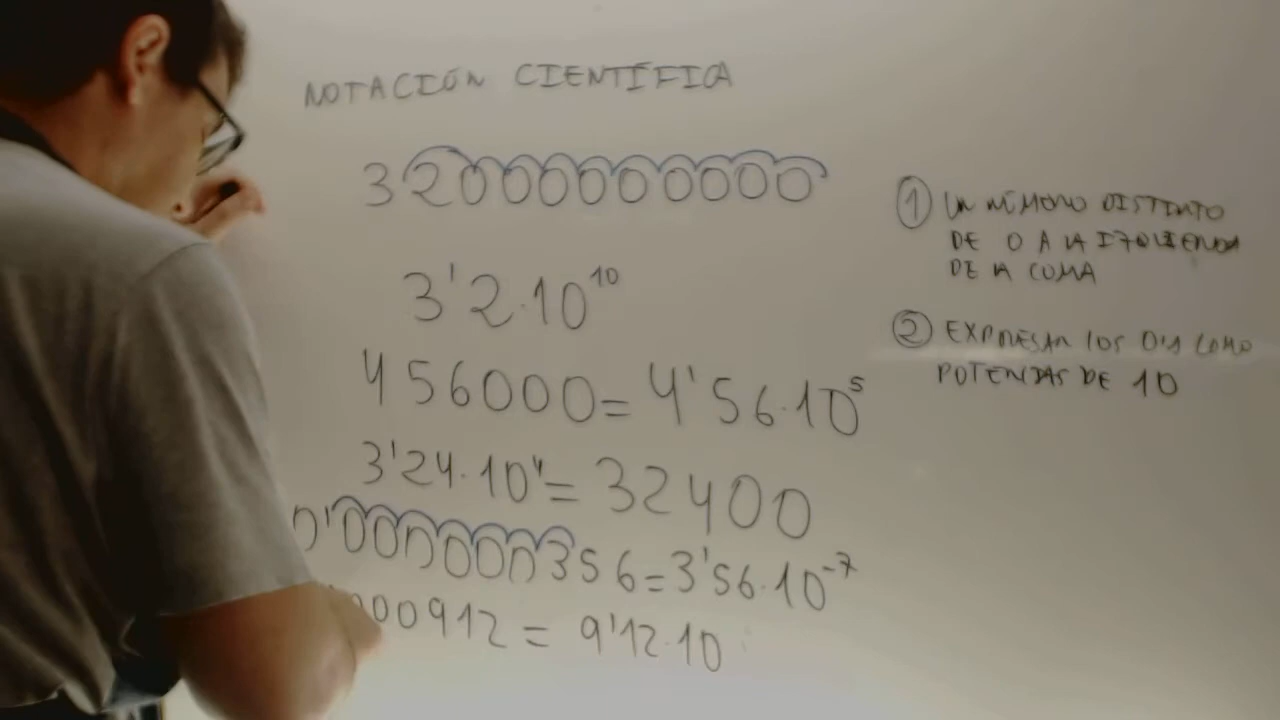 NOTACIÓN CIENTÍFICA
32000000000
3'2·10¹⁰
456000=4'56·10⁵
3'24·10⁴=32400
0'000000356=3'56·10⁻⁷
000912=9'12·10
① UN NÚMERO DISTINTO
DE 0 A LA IZQUIERDA
DE LA COMA
② EXPRESAR LOS 0's COMO
POTENCIAS DE 10